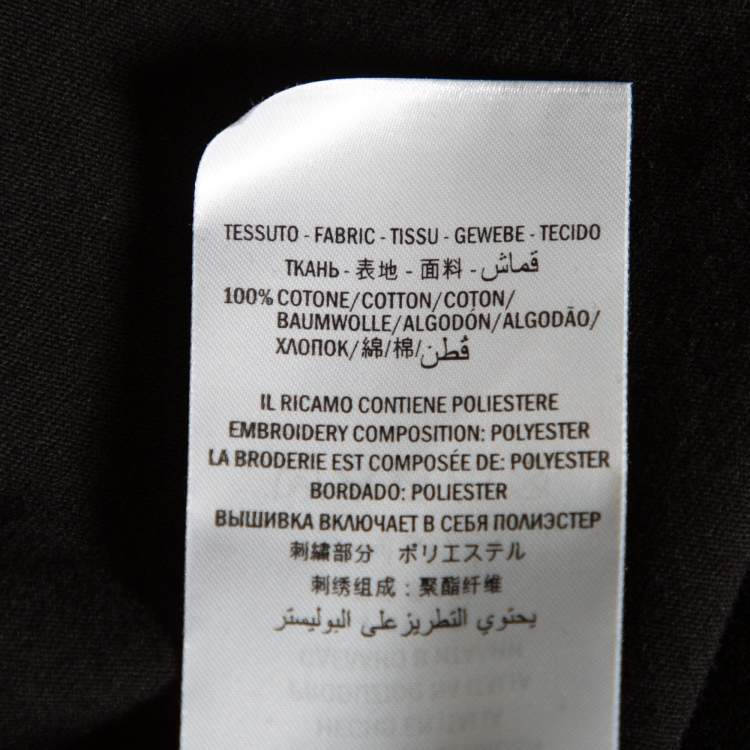 TESSUTO - FABRIC - TISSU - GEWEBE - TECIDO
ТКАНЬ - 表地 - 面料 - قماش
100% COTONE/COTTON/COTON/
BAUMWOLLE/ALGODÓN/ALGODÃO/
ХЛОПОК/綿/棉/قُطن
IL RICAMO CONTIENE POLIESTERE
EMBROIDERY COMPOSITION: POLYESTER
LA BRODERIE EST COMPOSÉE DE: POLYESTER
BORDADO: POLIESTER
ВЫШИВКА ВКЛЮЧАЕТ В СЕБЯ ПОЛИЭСТЕР
刺繍部分 ポリエステル
刺绣组成：聚酯纤维
يحتوي التطريز على البوليستر